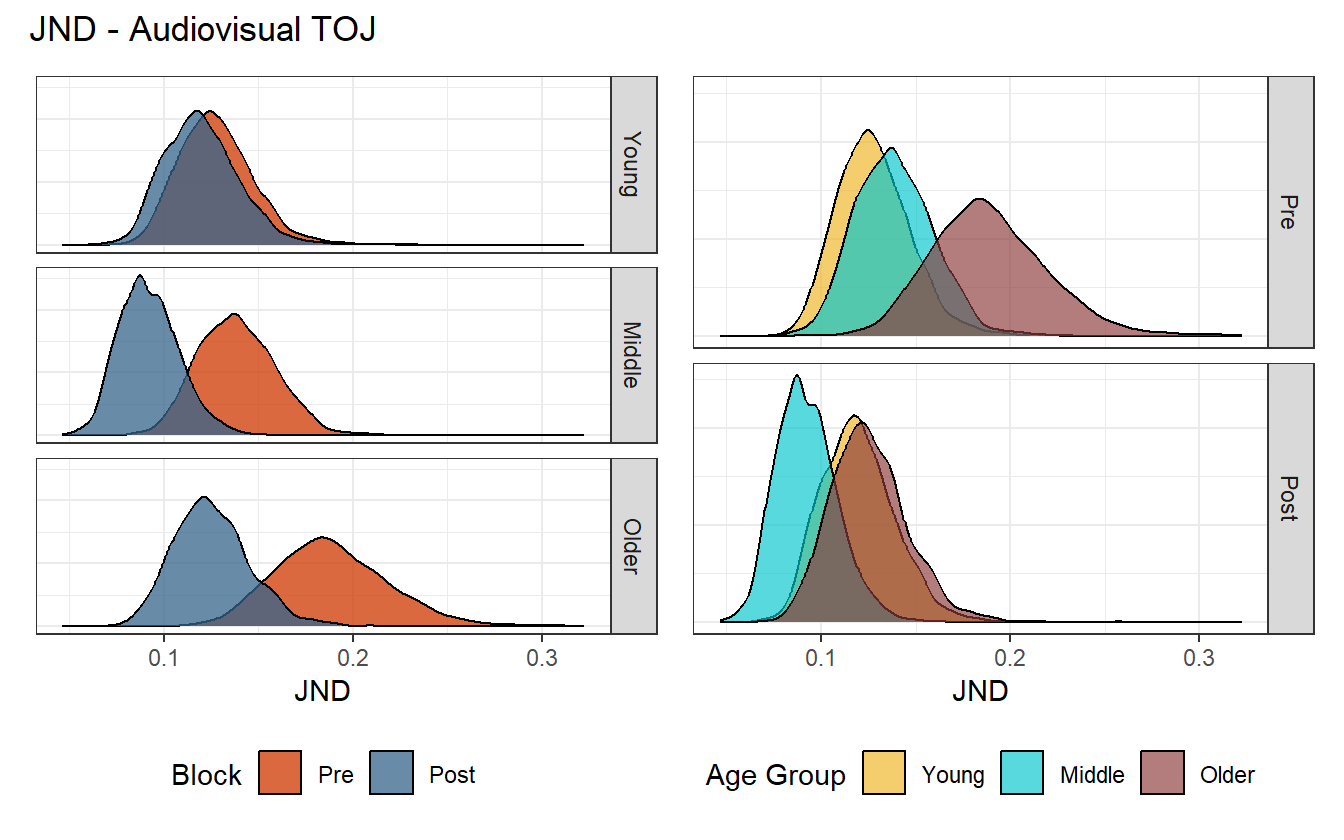 JND - Audiovisual TOJ
Young
Middle
Older
0.1 0.2 0.3
JND
Block Pre Post
Pre
Post
0.1 0.2 0.3
JND
Age Group Young Middle Older